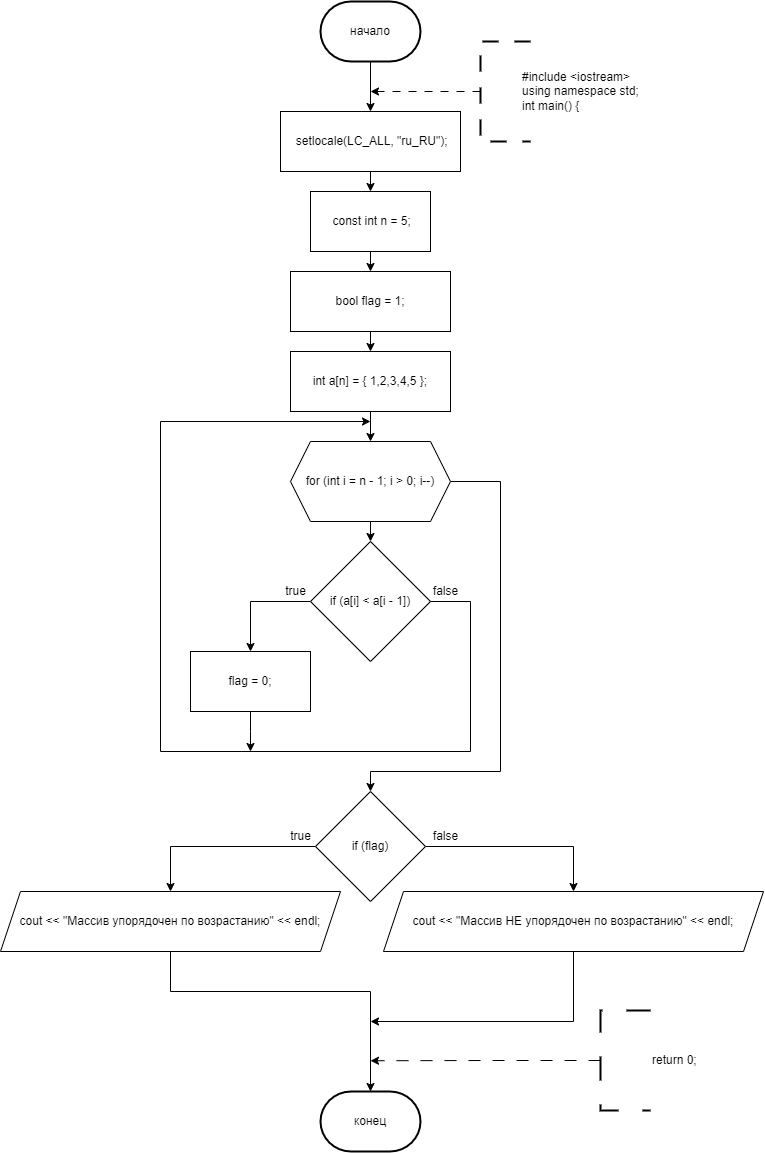 начало
#include <iostream>
using namespace std;
int main() {
setlocale(LC_ALL, "ru_RU");
const int n = 5;
bool flag = 1;
int a[n] = { 1,2,3,4,5 };
for (int i = n - 1; i > 0; i--)
true
false
if (a[i] < a[i - 1])
flag = 0;
true
false
if (flag)
cout << "Массив упорядочен по возрастанию" << endl;
cout << "Массив НЕ упорядочен по возрастанию" << endl;
return 0;
конец